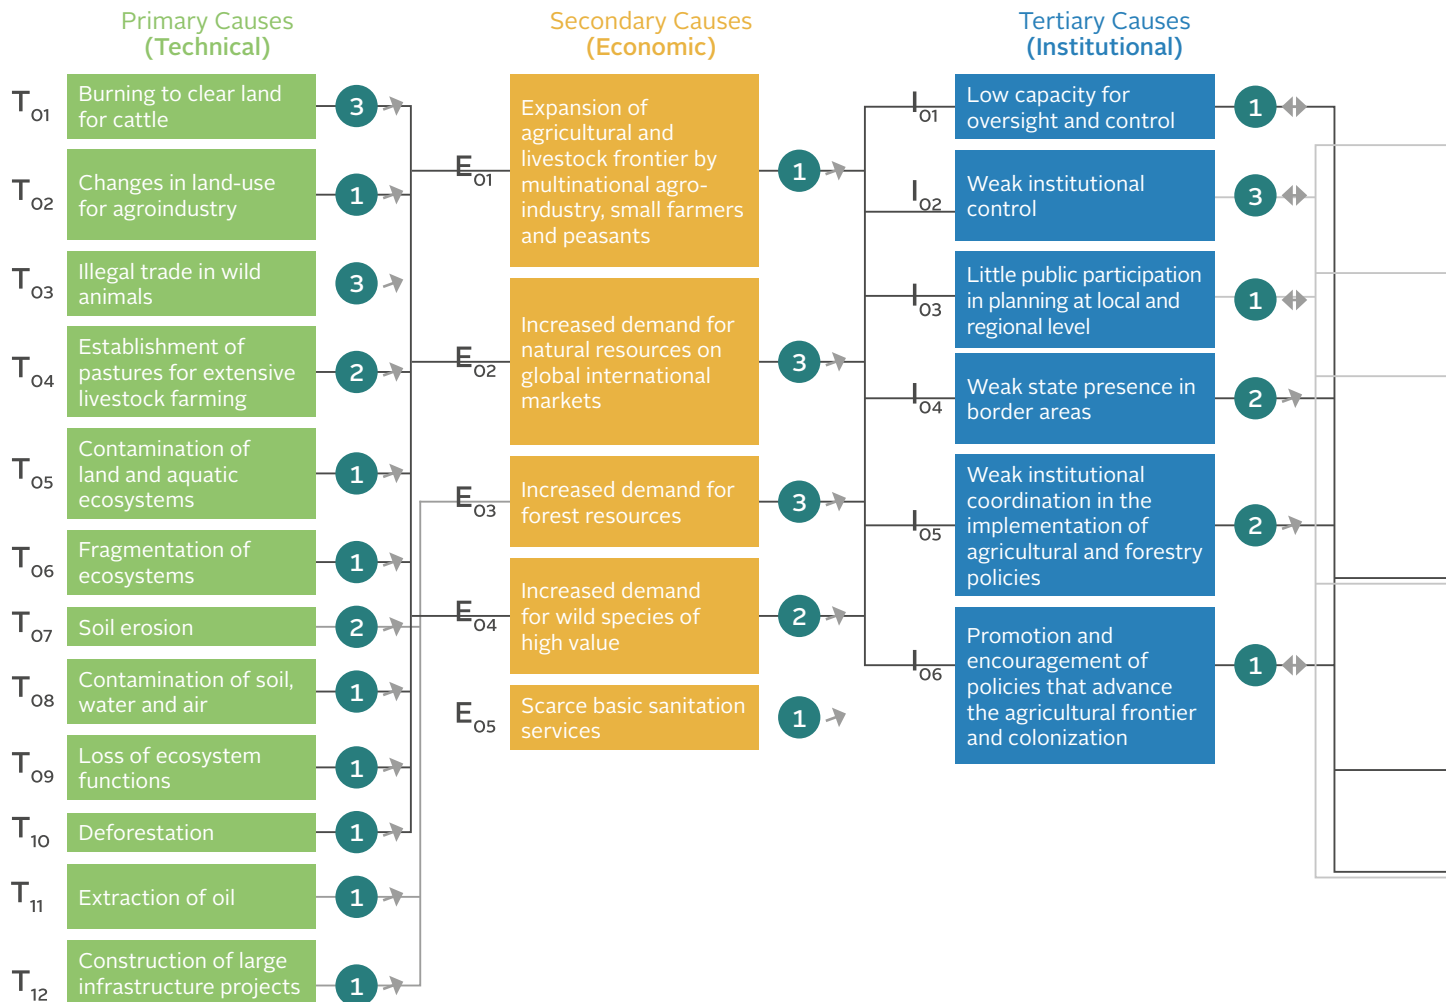 Primary Causes
(Technical)
T01
Burning to clear land
for cattle
3
T02
Changes in land-use
for agroindustry
1
T03
Illegal trade in wild
animals
3
T04
Establishment of
pastures for extensive
livestock farming
2
T05
Contamination of
land and aquatic
ecosystems
1
T06
Fragmentation of
ecosystems
1
T07
Soil erosion
2
T08
Contamination of soil,
water and air
1
T09
Loss of ecosystem
functions
1
T10
Deforestation
1
T11
Extraction of oil
1
T12
Construction of large
infrastructure projects
1
Secondary Causes
(Economic)
E01
Expansion of
agricultural and
livestock frontier by
multinational agro-
industry, small farmers
and peasants
1
E02
Increased demand for
natural resources on
global international
markets
3
E03
Increased demand for
forest resources
3
E04
Increased demand
for wild species of
high value
2
E05
Scarce basic sanitation
services
1
Tertiary Causes
(Institutional)
I01
Low capacity for
oversight and control
1
I02
Weak institutional
control
3
I03
Little public participation
in planning at local and
regional level
1
I04
Weak state presence in
border areas
2
I05
Weak institutional
coordination in the
implementation of
agricultural and forestry
policies
2
I06
Promotion and
encouragement of
policies that advance
the agricultural frontier
and colonization
1